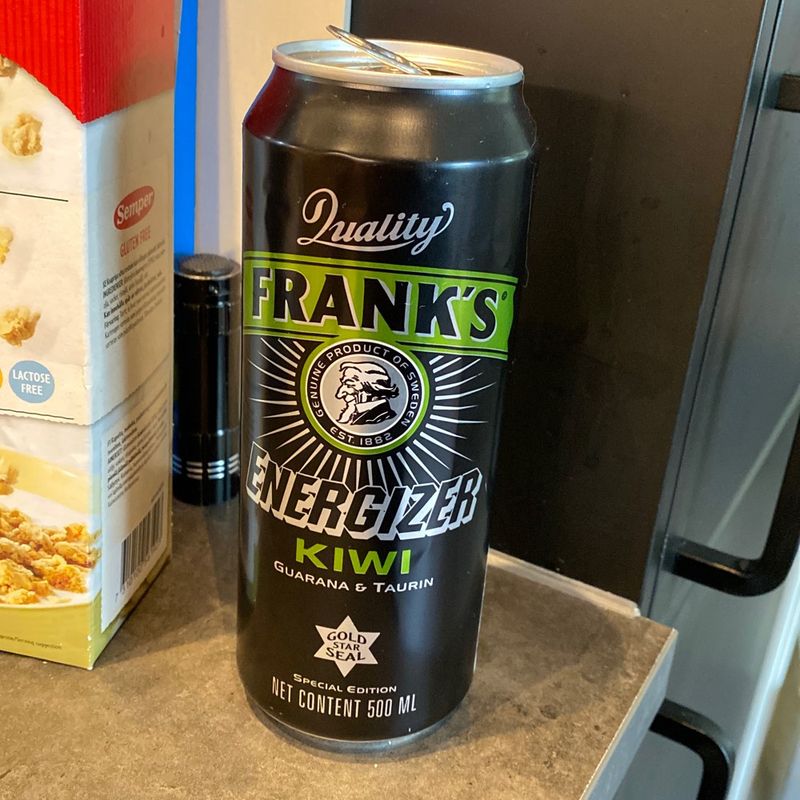 Quality
FRANK'S
GENUINE PRODUCT OF SWEDEN
EST. 1882
ENERGIZER
KIWI
GUARANA & TAURIN
GOLD
STAR
SEAL
SPECIAL EDITION
NET CONTENT 500 ML
Semper
GLUTEN FREE
LACTOSE
FREE